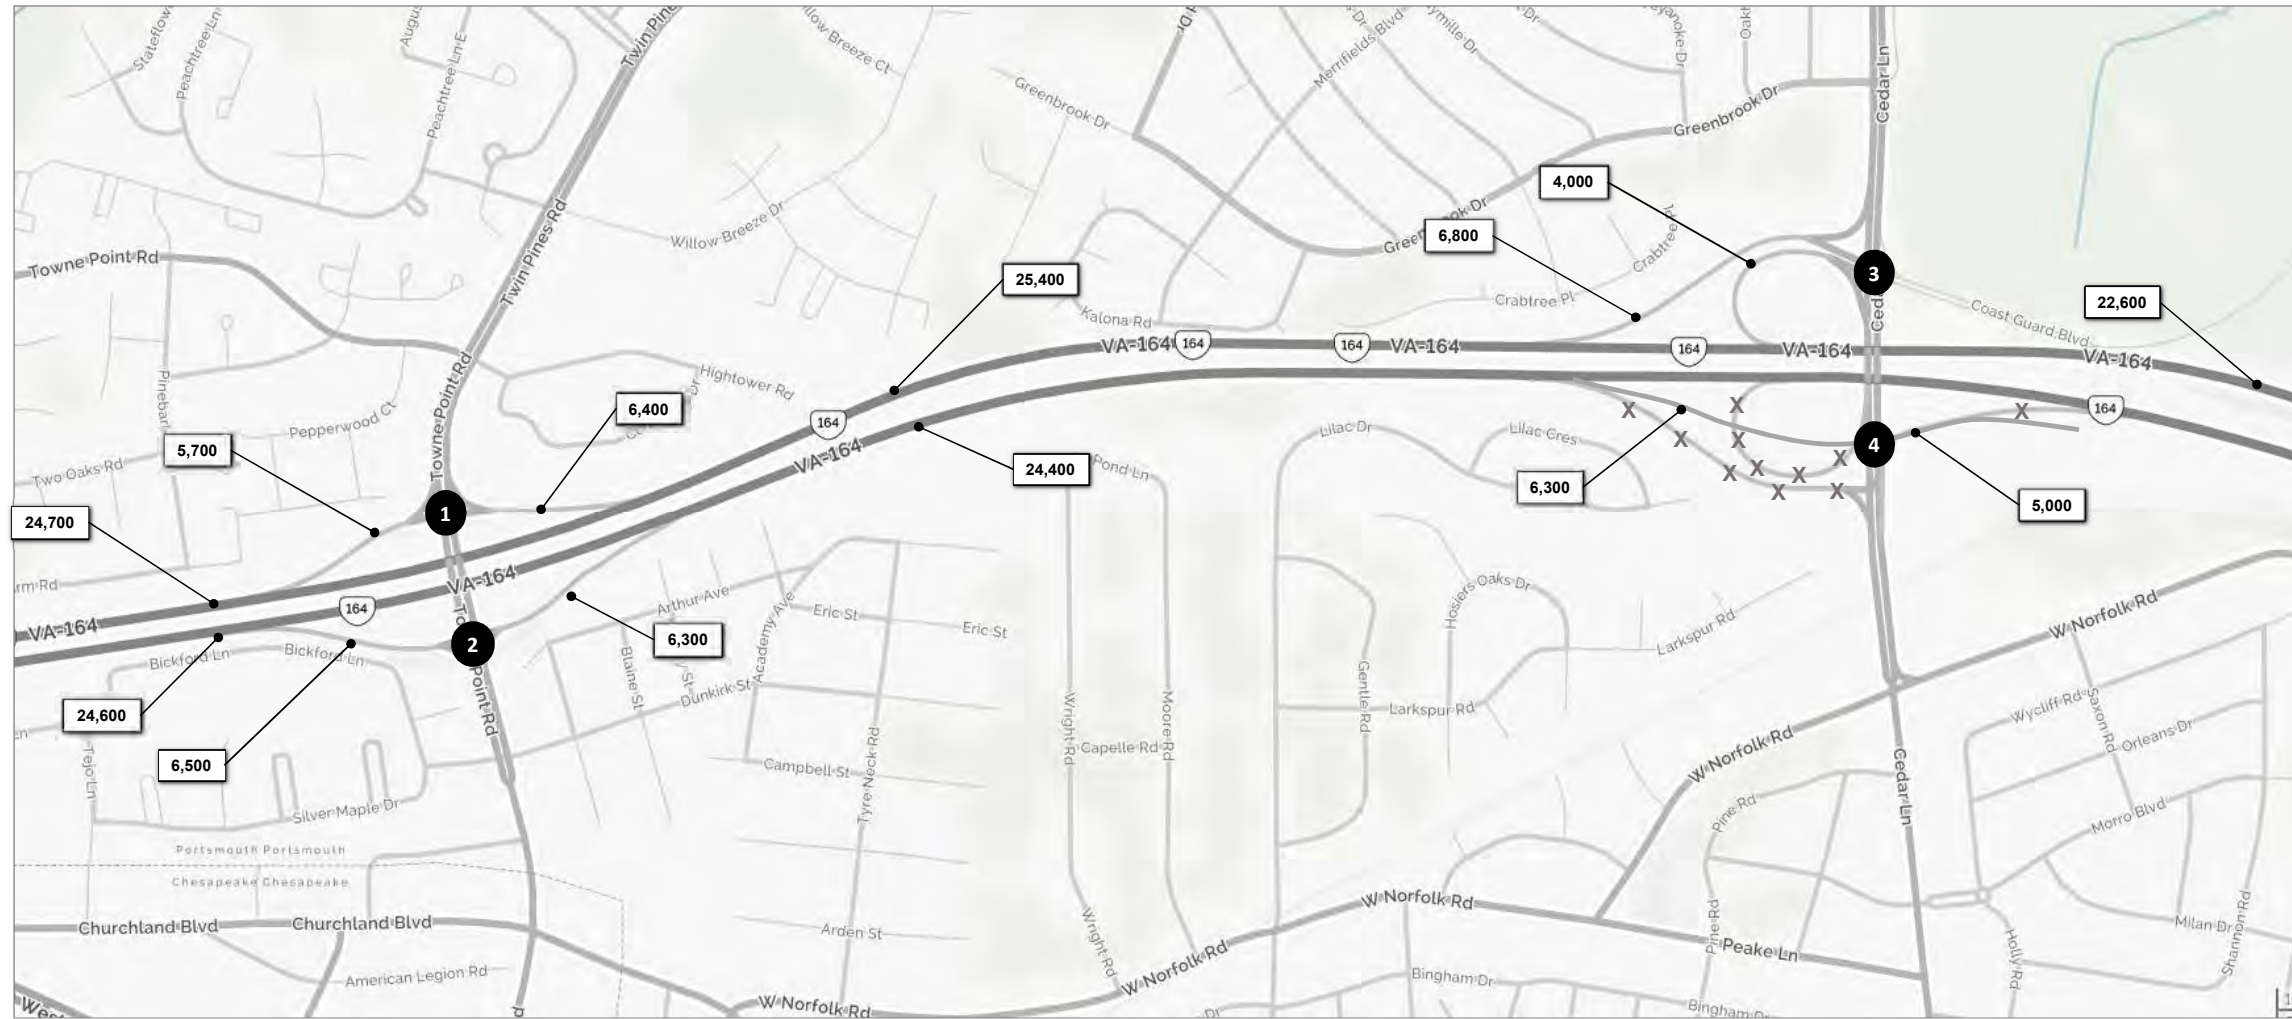 Peachtree Ln
Peachtree Ln E
Twin Pines Rd
Willow Breeze Ct
Greenbrook Dr
Merrifields Blvd
Greenbrook Dr
Cedar Ln
4,000
6,800
Willow Breeze Dr
Twin Pines Rd
Towne Point Rd
25,400
Crabtree Pl
Kalona Rd
3
Coast Guard Blvd
22,600
VA-164
164
164
VA-164
164
VA-164
VA-164
Towne Point Rd
Hightower Rd
Pepperwood Ct
6,400
164
VA-164
24,400
Pond Ln
Lilac Dr
Lilac Cres
X
X
X
X
X
X
X
X
X
X
X
164
4
5,700
Two Oaks Rd
24,700
1
6,300
5,000
VA-164
VA-164
164
Arthur Ave
Eric St
Eric St
Hosiers Oaks Dr
Larkspur Rd
W Norfolk Rd
2
6,300
Bickford Ln
Bickford Ln
Point Rd
Blaine St
Dunkirk St
Academy Ave
24,600
6,500
Wright Rd
Moore Rd
Capelle Rd
Gentle Rd
Larkspur Rd
W Norfolk Rd
Wycliff Rd
Saxon Rd
Orleans Dr
Tejo Ln
Campbell St
Tyre Neck Rd
Cedar Ln
Pine Rd
Morro Blvd
Silver Maple Dr
Portsmouth Portsmouth
Chesapeake Chesapeake
Churchland Blvd
Churchland Blvd
Arden St
Wright Rd
W Norfolk Rd
W Norfolk Rd
Pine Rd
Peake Ln
Holly Rd
Milan Dr
Shannon Rd
American Legion Rd
W Norfolk Rd
Bingham Dr